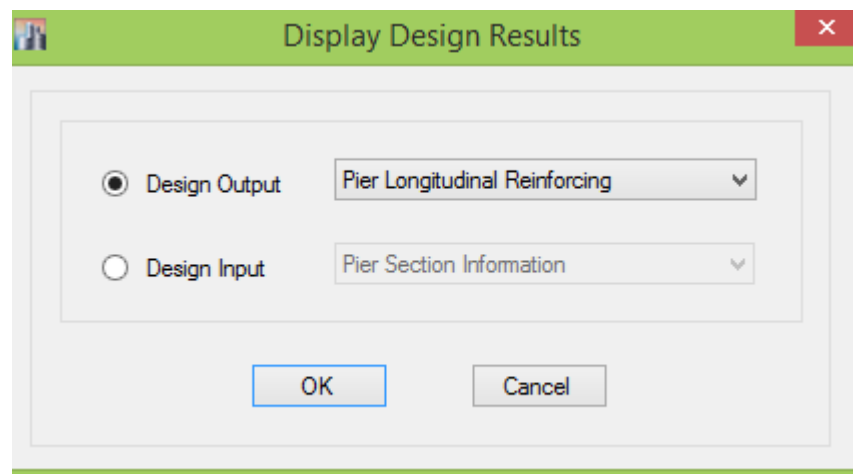 Display Design Results
Design Output Pier Longitudinal Reinforcing
Design Input Pier Section Information
OK Cancel